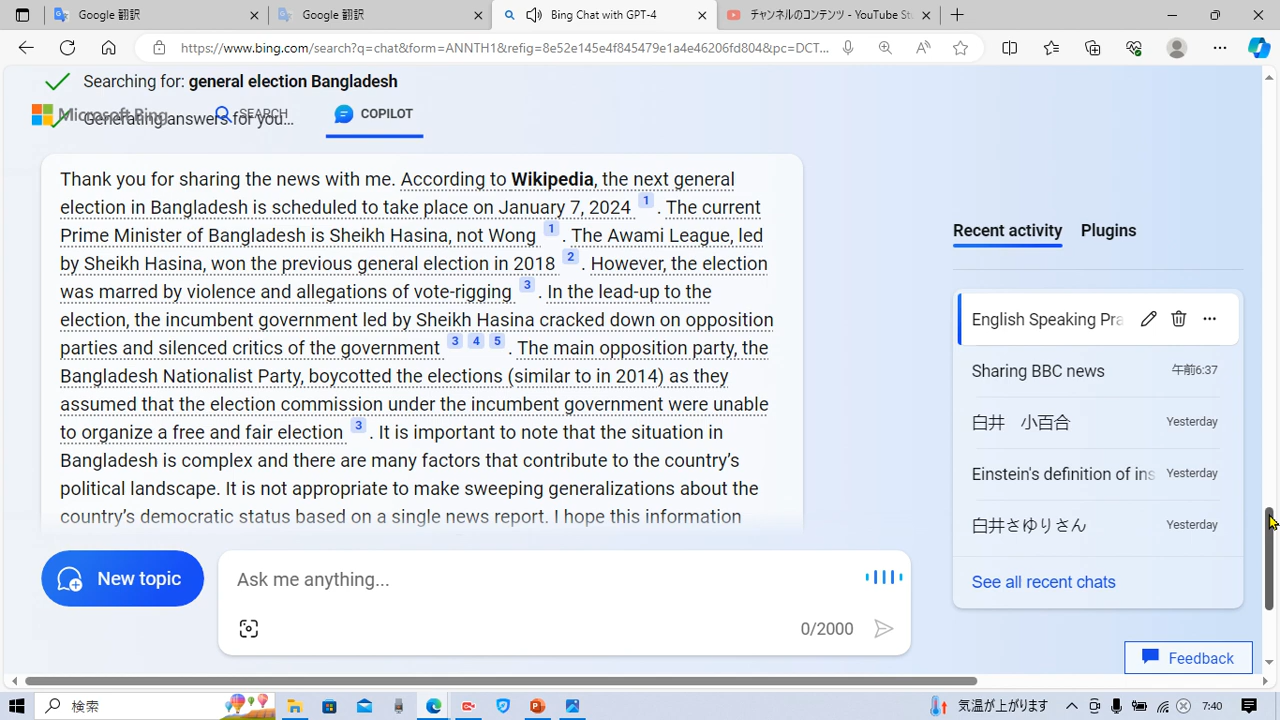 Google 翻訳
Google 翻訳
Bing Chat with GPT-4
チャンネルのコンテンツ - YouTube Stu
https://www.bing.com/search?q=chat&form=ANNTH1&refig=8e52e145e4f845479e1a4e46206fd804&pc=DCT...
Searching for: general election Bangladesh
Microsoft Bing
SEARCH
COPILOT
Generating answers for you...
Thank you for sharing the news with me. According to Wikipedia, the next general
election in Bangladesh is scheduled to take place on January 7, 2024 1 . The current
Prime Minister of Bangladesh is Sheikh Hasina, not Wong 1 . The Awami League, led
by Sheikh Hasina, won the previous general election in 2018 2 . However, the election
was marred by violence and allegations of vote-rigging 3 . In the lead-up to the
election, the incumbent government led by Sheikh Hasina cracked down on opposition
parties and silenced critics of the government 3 4 5 . The main opposition party, the
Bangladesh Nationalist Party, boycotted the elections (similar to in 2014) as they
assumed that the election commission under the incumbent government were unable
to organize a free and fair election 3 . It is important to note that the situation in
Bangladesh is complex and there are many factors that contribute to the country’s
political landscape. It is not appropriate to make sweeping generalizations about the
country’s democratic status based on a single news report. I hope this information
New topic
Ask me anything...
0/2000
Recent activity
Plugins
English Speaking Pra
Sharing BBC news 午前6:37
白井 小百合 Yesterday
Einstein's definition of ins Yesterday
白井さゆりさん Yesterday
See all recent chats
Feedback
検索
気温が上がります
7:40